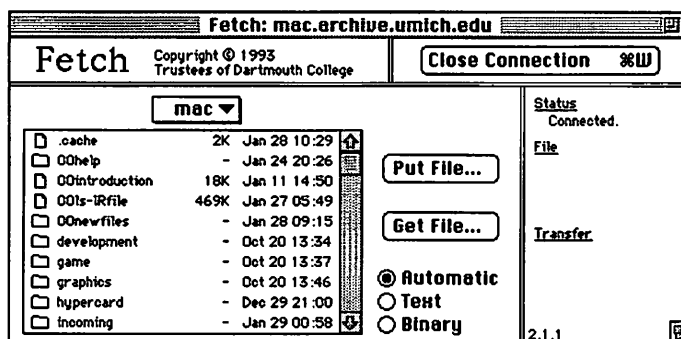 Fetch: mac.archive.umich.edu
Fetch
Copyright © 1993
Trustees of Dartmouth College
Close Connection ⌘W
mac
.cache 2K Jan 28 10:29
00help - Jan 24 20:26
00introduction 18K Jan 11 14:50
00ls-lRfile 469K Jan 27 05:49
00newfiles - Jan 28 09:15
development - Oct 20 13:34
game - Oct 20 13:37
graphics - Oct 20 13:46
hypercard - Dec 29 21:00
incoming - Jan 29 00:58
Put File...
Get File...
Automatic
Text
Binary
Status
Connected.
File
Transfer
2.1.1